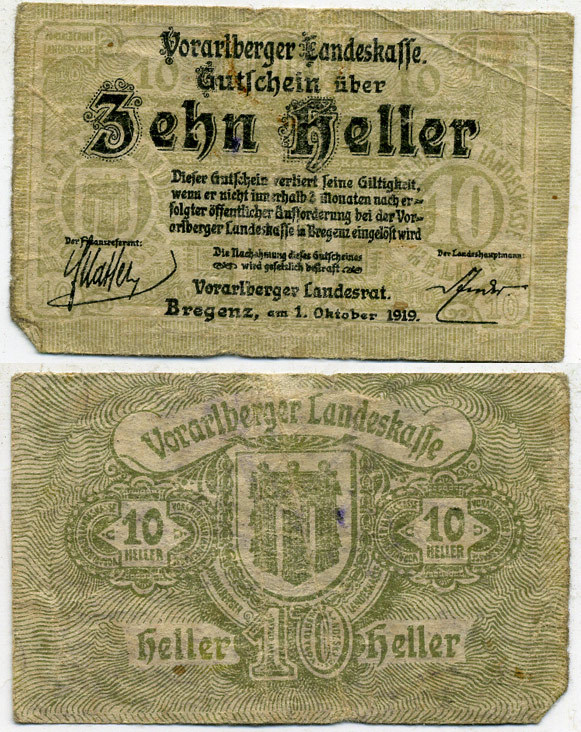 Vorarlberger Landeskasse.
Gutschein über
Zehn Heller
Dieser Gutschein verliert seine Giltigkeit,
wenn er nicht innerhalb 2 Monaten nach er=
folgter öffentlicher Aufforderung bei der Vor=
arlberger Landeskasse in Bregenz eingelöst wird
Der Finanzreferent:
Die Nachahmung dieses Gutscheines
wird gesetzlich bestraft
Der Landeshauptmann:
Vorarlberger Landesrat.
Bregenz, am 1. Oktober 1919.
10
10
10
Vorarlberger Landeskasse
10
HELLER
10
HELLER
Heller 10 Heller